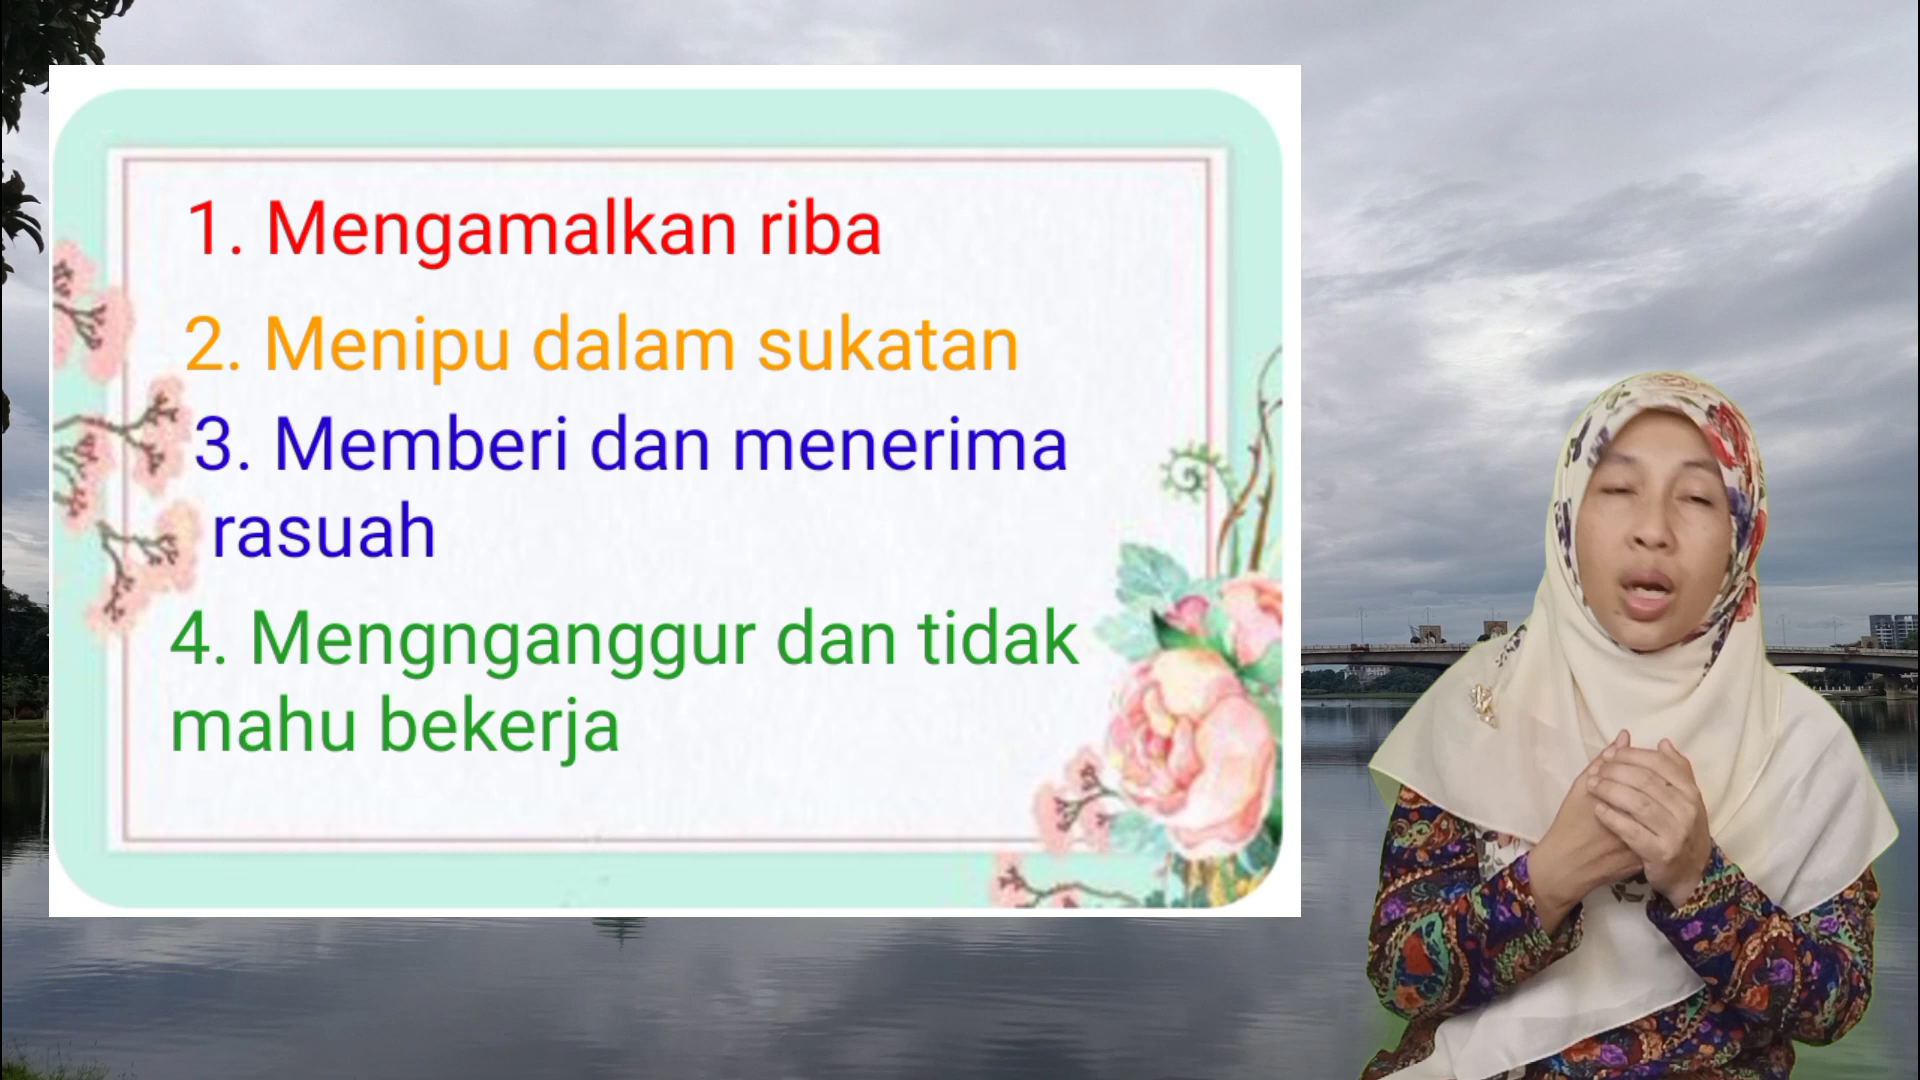 1. Mengamalkan riba
2. Menipu dalam sukatan
3. Memberi dan menerima
rasuah
4. Mengnganggur dan tidak
mahu bekerja